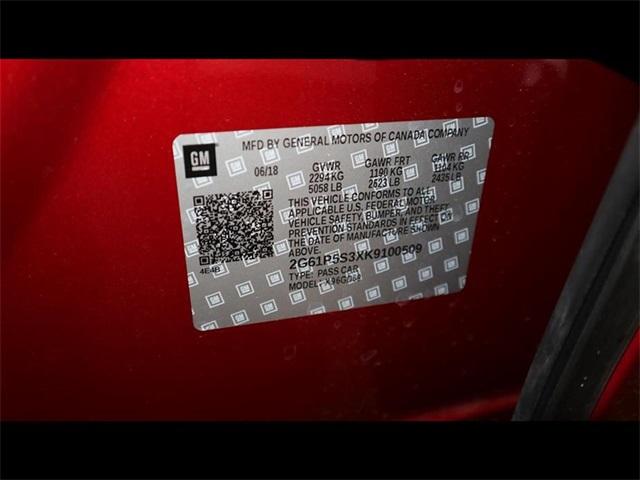 MFD BY GENERAL MOTORS OF CANADA COMPANY
GM
06/18 GVWR GAWR FRT GAWR RR
2294 KG 1190 KG 1104 KG
5058 LB 2623 LB 2435 LB
THIS VEHICLE CONFORMS TO ALL
APPLICABLE U.S. FEDERAL MOTOR
VEHICLE SAFETY, BUMPER, AND THEFT
PREVENTION STANDARDS IN EFFECT ON
THE DATE OF MANUFACTURE SHOWN
ABOVE.
4E4B
2G61P5S3XK9100509
TYPE: PASS CAR
MODEL: